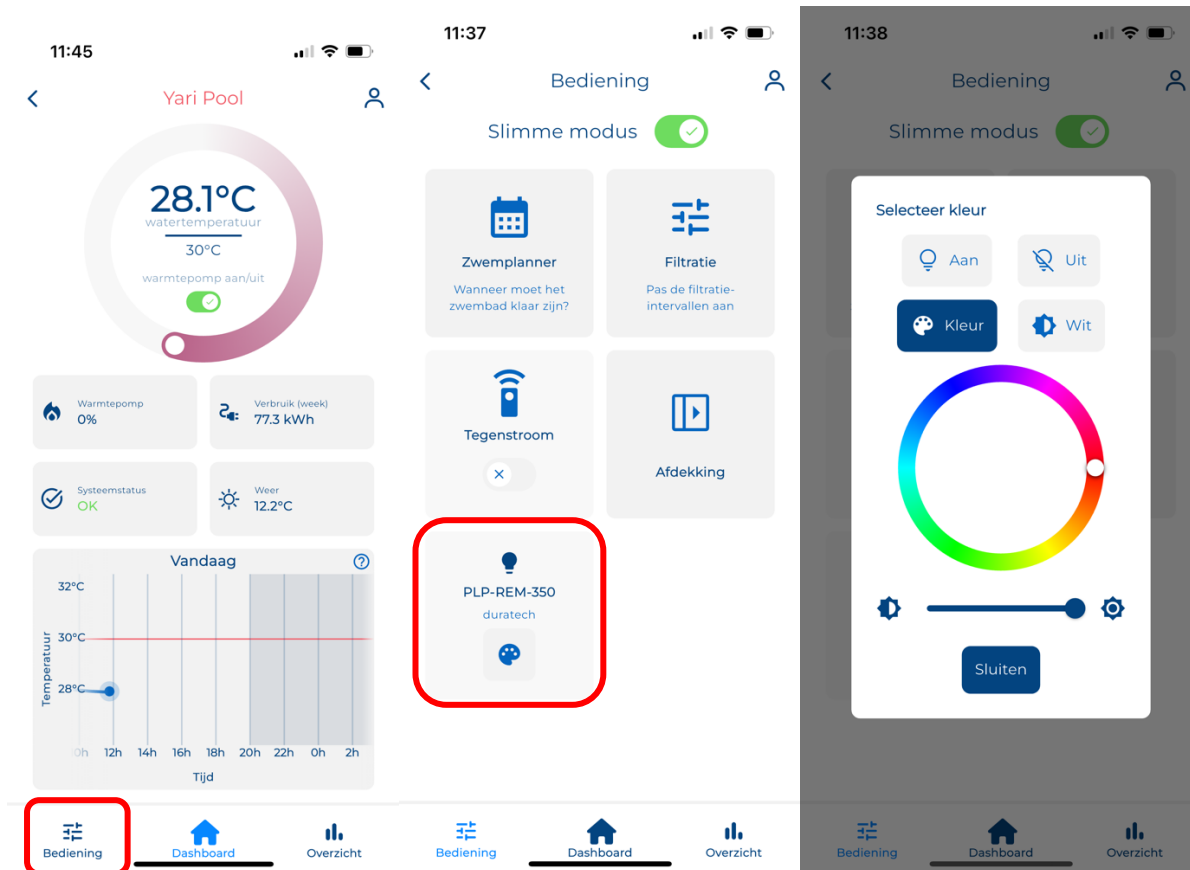 11:45
Yari Pool
28.1°C
watertemperatuur
30°C
warmtepomp aan/uit
Warmtepomp
0%
Verbruik (week)
77.3 kWh
Systeemstatus
OK
Weer
12.2°C
Vandaag
32°C
30°C
28°C
Temperatuur
12h 14h 16h 18h 20h 22h 0h 2h
Tijd
Bediening
Dashboard
Overzicht
11:37
Bediening
Slimme modus
Zwemplanner
Wanneer moet het
zwembad klaar zijn?
Filtratie
Pas de filtratie-
intervallen aan
Tegenstroom
Afdekking
PLP-REM-350
duratech
Bediening
Dashboard
Overzicht
11:38
Bediening
Slimme modus
Selecteer kleur
Aan
Uit
Kleur
Wit
Sluiten
Bediening
Dashboard
Overzicht